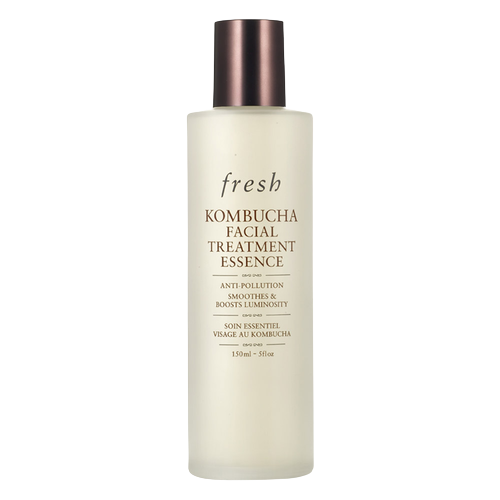 fresh
KOMBUCHA
FACIAL
TREATMENT
ESSENCE
ANTI-POLLUTION
SMOOTHES &
BOOSTS LUMINOSITY
SOIN ESSENTIEL
VISAGE AU KOMBUCHA
150ml - 5fl oz